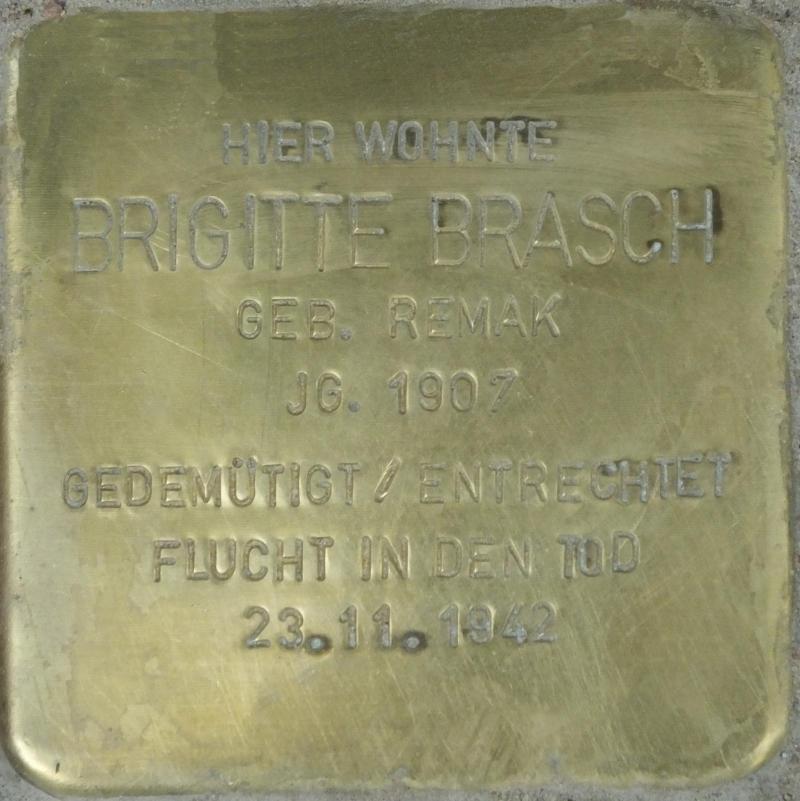 HIER WOHNTE
BRIGITTE BRASCH
GEB. REMAK
JG. 1907
GEDEMÜTIGT / ENTRECHTET
FLUCHT IN DEN TOD
23.11.1942